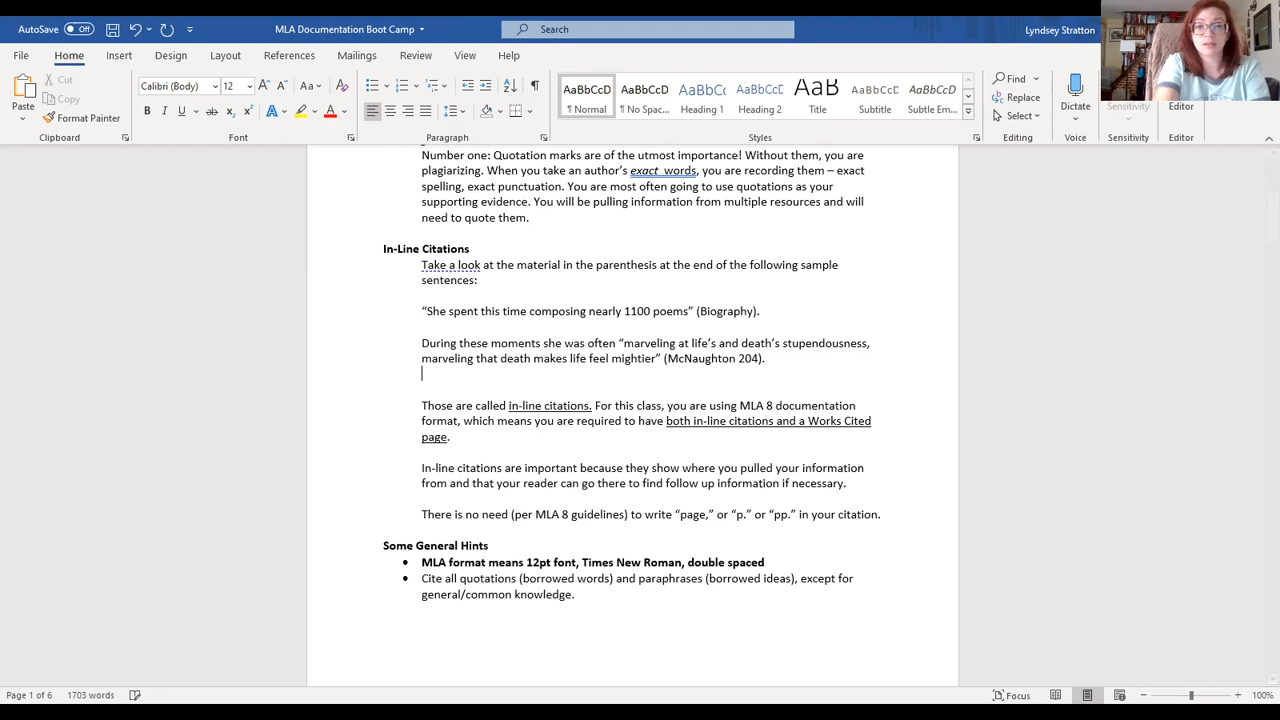 AutoSave Off MLA Documentation Boot Camp Search Lyndsey Stratton
File Home Insert Design Layout References Mailings Review View Help
Paste Cut Copy Format Painter
Calibri (Body) 12 Aa
B I U ab x₂ x² A A A
AaBbCcD AaBbCcD AaBbCc AaBbCcD AaB AaBbCcD AaBbCcD
¶ Normal ¶ No Spac... Heading 1 Heading 2 Title Subtitle Subtle Em...
Find Replace Select
Dictate Sensitivity Editor
Clipboard Font Paragraph Styles Editing Voice Sensitivity Editor
Number one: Quotation marks are of the utmost importance! Without them, you are
plagiarizing. When you take an author’s exact words, you are recording them – exact
spelling, exact punctuation. You are most often going to use quotations as your
supporting evidence. You will be pulling information from multiple resources and will
need to quote them.
In-Line Citations
Take a look at the material in the parenthesis at the end of the following sample
sentences:
“She spent this time composing nearly 1100 poems” (Biography).
During these moments she was often “marveling at life’s and death’s stupendousness,
marveling that death makes life feel mightier” (McNaughton 204).
Those are called in-line citations. For this class, you are using MLA 8 documentation
format, which means you are required to have both in-line citations and a Works Cited
page.
In-line citations are important because they show where you pulled your information
from and that your reader can go there to find follow up information if necessary.
There is no need (per MLA 8 guidelines) to write “page,” or “p.” or “pp.” in your citation.
Some General Hints
• MLA format means 12pt font, Times New Roman, double spaced
• Cite all quotations (borrowed words) and paraphrases (borrowed ideas), except for
general/common knowledge.
Page 1 of 6 1703 words Focus 100%